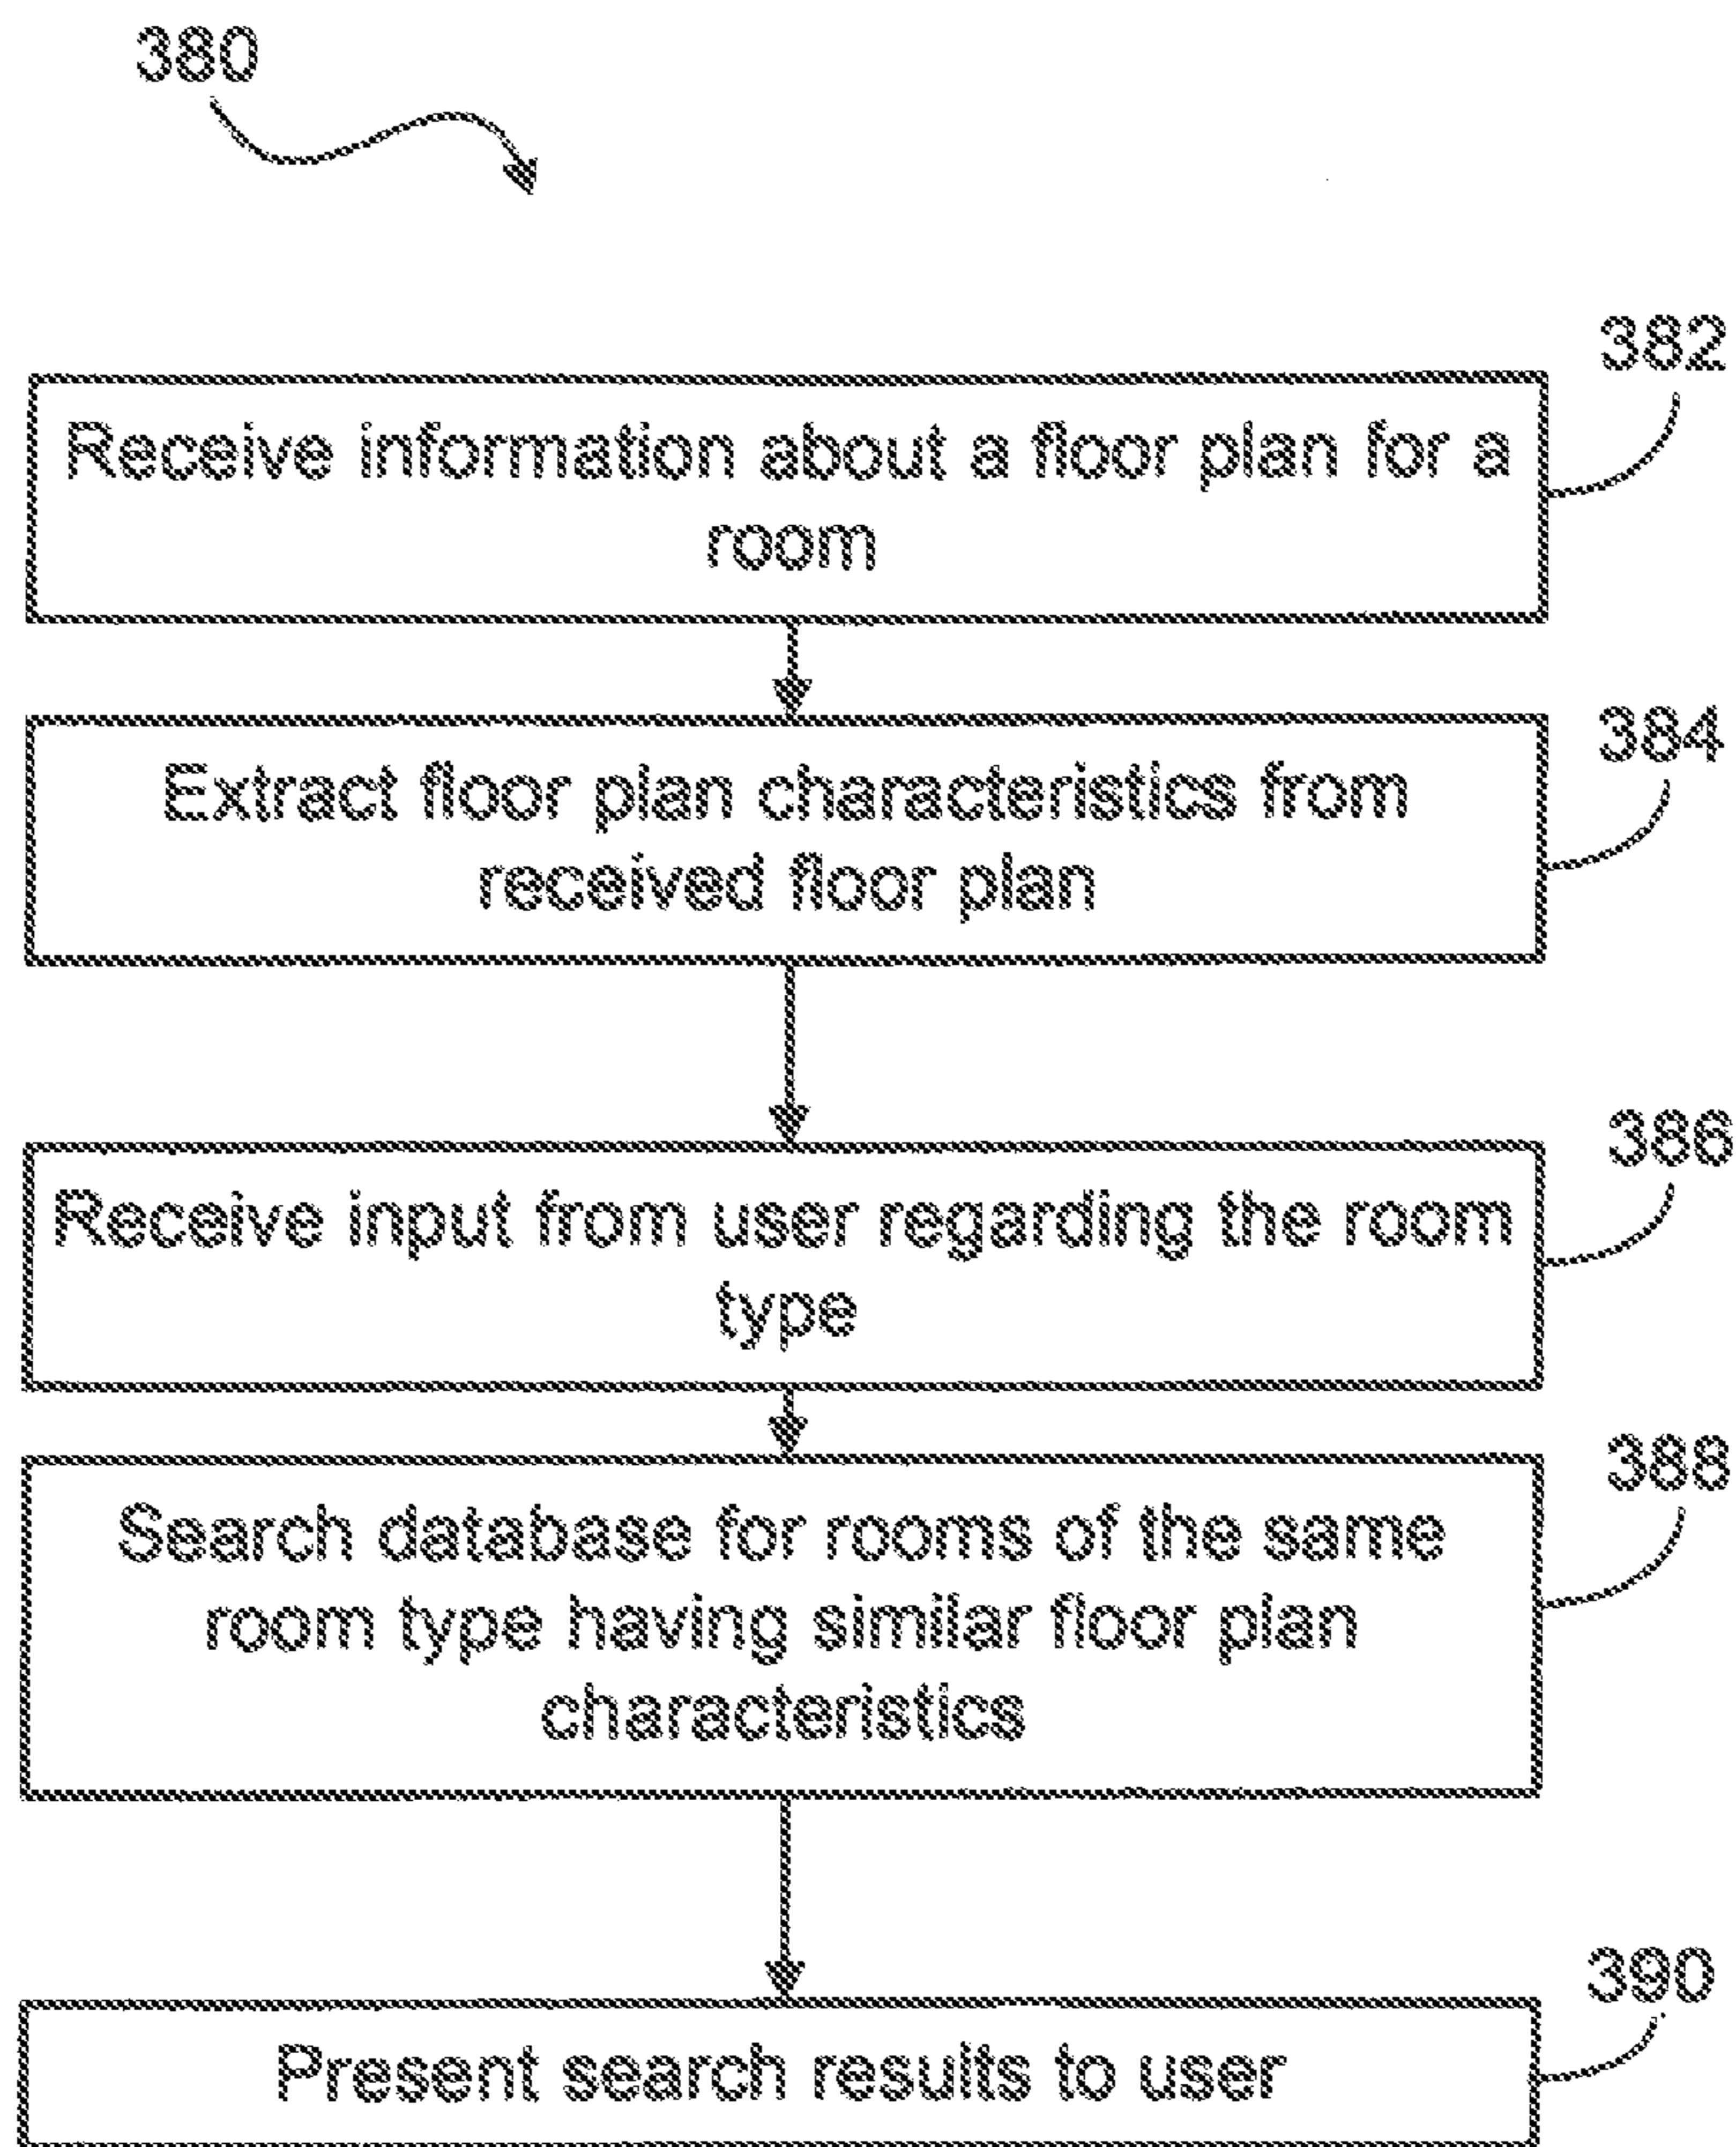 380
382
Receive information about a floor plan for a
room
384
Extract floor plan characteristics from
received floor plan
386
Receive input from user regarding the room
type
388
Search database for rooms of the same
room type having similar floor plan
characteristics
390
Present search results to user